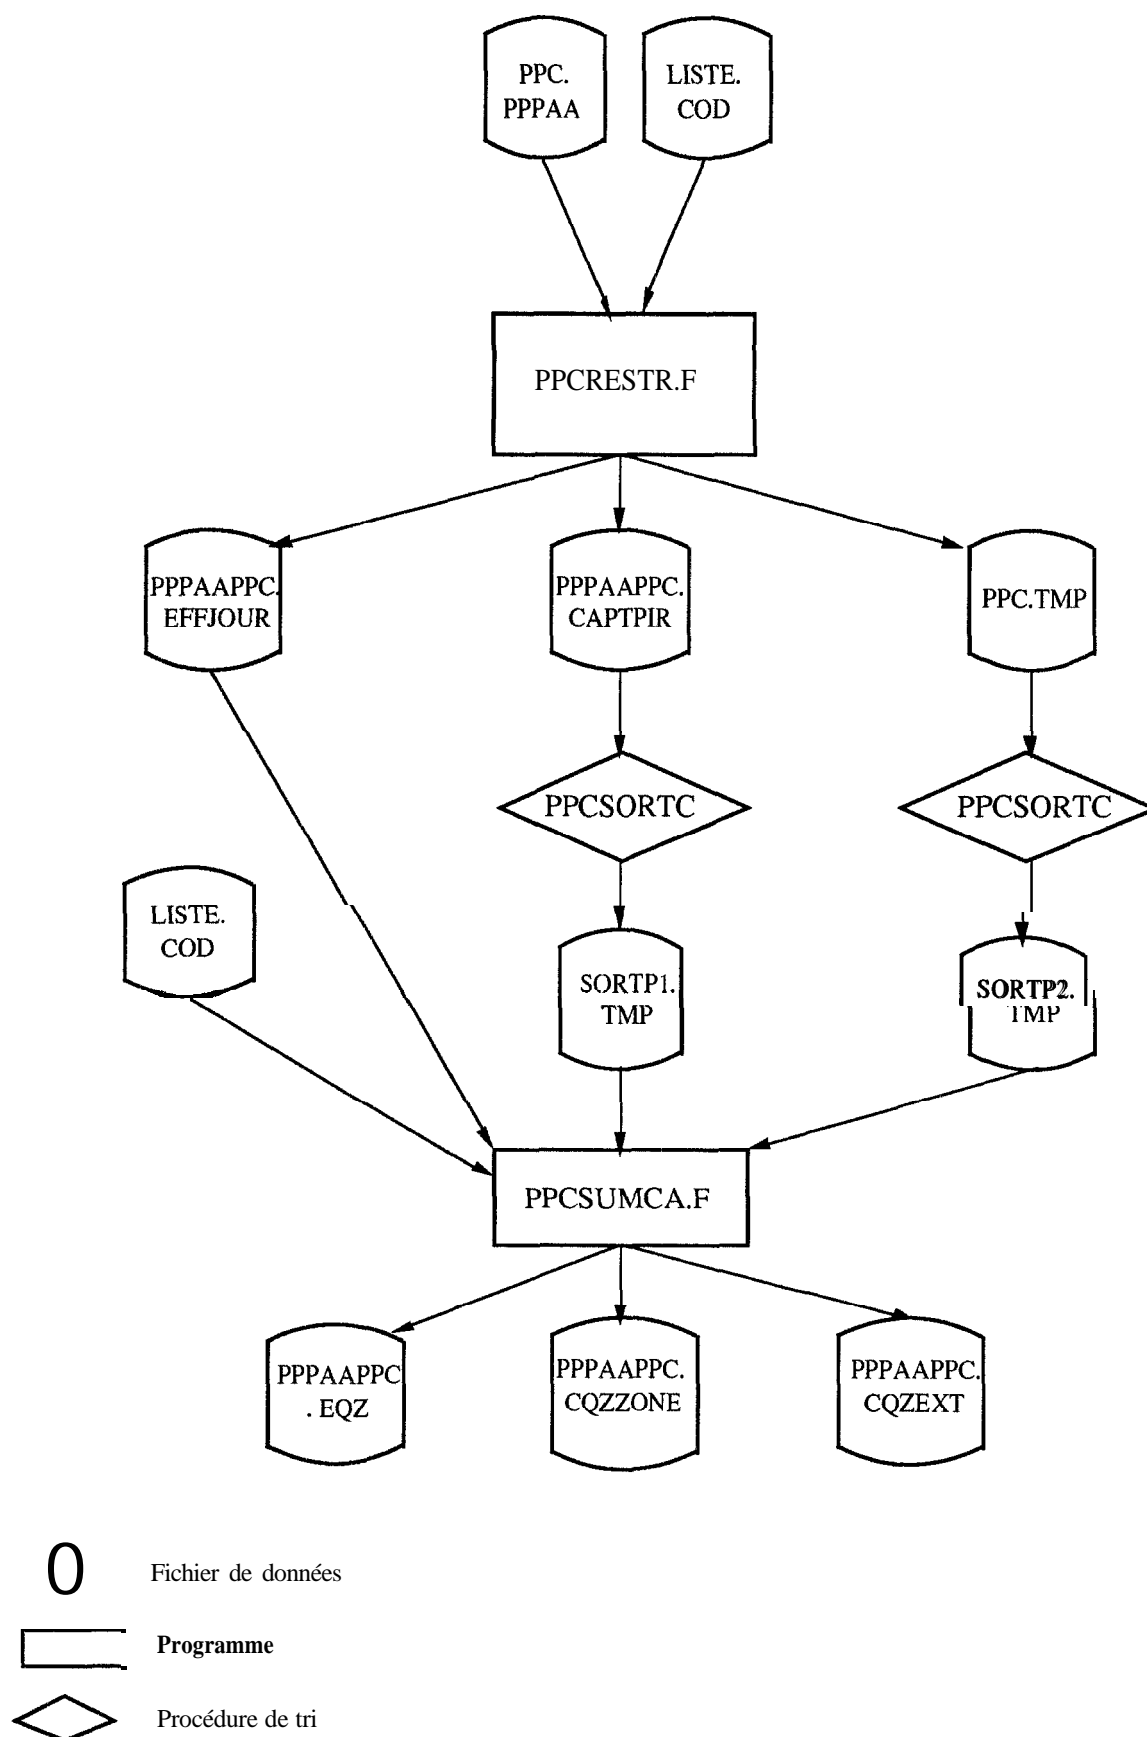 PPC.
PPPAA
LISTE.
COD
PPCRESTR.F
PPPAAPPC.
EFFJOUR
PPPAAPPC.
CAPTPIR
PPC.TMP
PPCSORTC
PPCSORTC
LISTE.
COD
SORTP1.
TMP
SORTP2.
TMP
PPCSUMCA.F
PPPAAPPC
. EQZ
PPPAAPPC.
CQZZONE
PPPAAPPC.
CQZEXT
0 Fichier de données
Programme
Procédure de tri